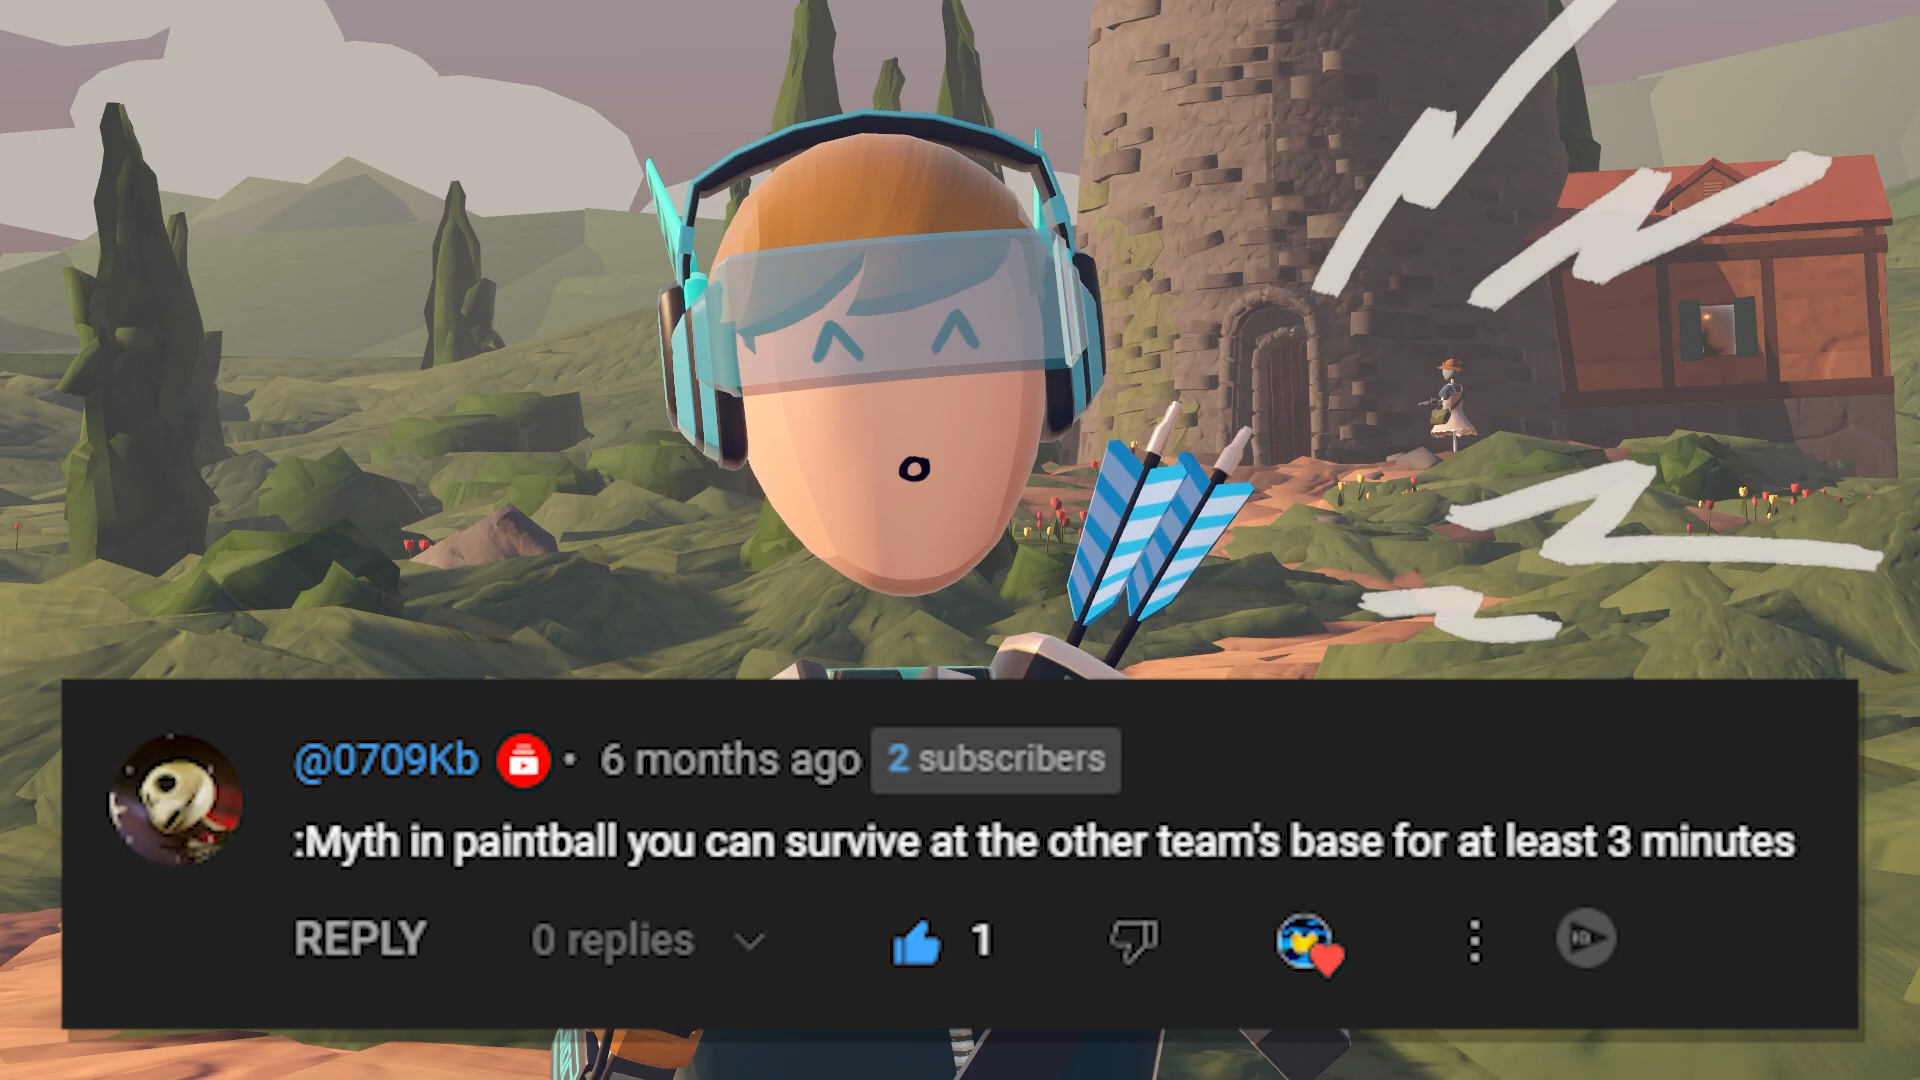 @0709Kb • 6 months ago 2 subscribers
:Myth in paintball you can survive at the other team's base for at least 3 minutes
REPLY 0 replies 1